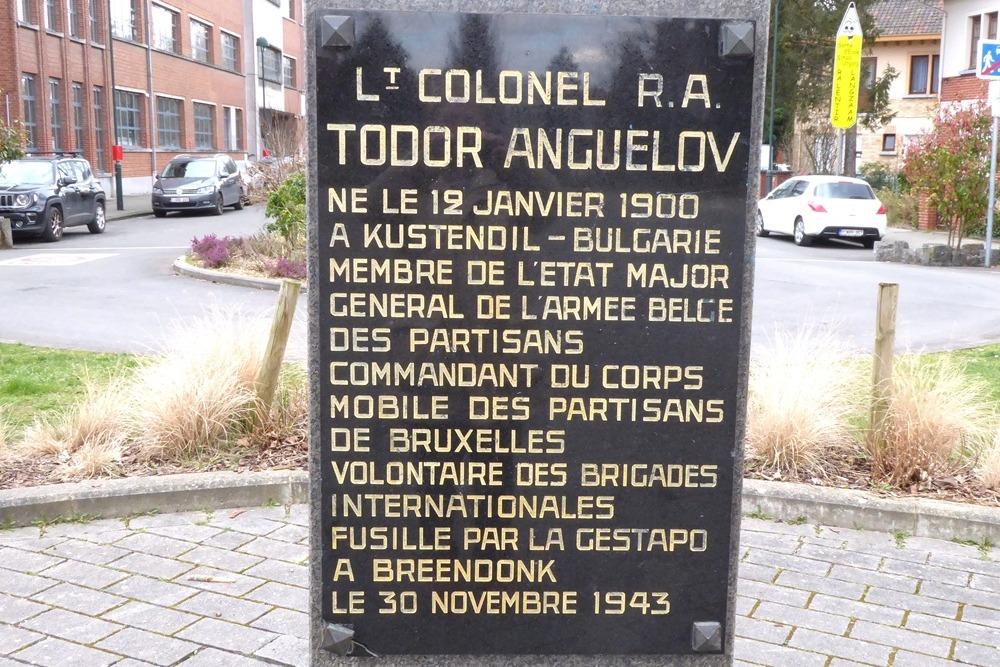 LT COLONEL R.A.
TODOR ANGUELOV
NE LE 12 JANVIER 1900
A KUSTENDIL – BULGARIE
MEMBRE DE L'ETAT MAJOR
GENERAL DE L'ARMEE BELGE
DES PARTISANS
COMMANDANT DU CORPS
MOBILE DES PARTISANS
DE BRUXELLES
VOLONTAIRE DES BRIGADES
INTERNATIONALES
FUSILLE PAR LA GESTAPO
A BREENDONK
LE 30 NOVEMBRE 1943
RALENTIR
LANGZAAM